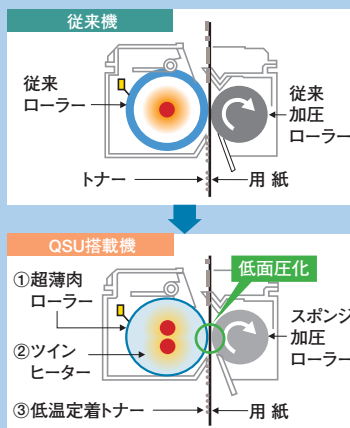 従来機
従来
ローラー
従来
加圧
ローラー
トナー
用 紙
QSU搭載機
低面圧化
①超薄肉
ローラー
②ツイン
ヒーター
スポンジ
加圧
ローラー
③低温定着トナー
用 紙